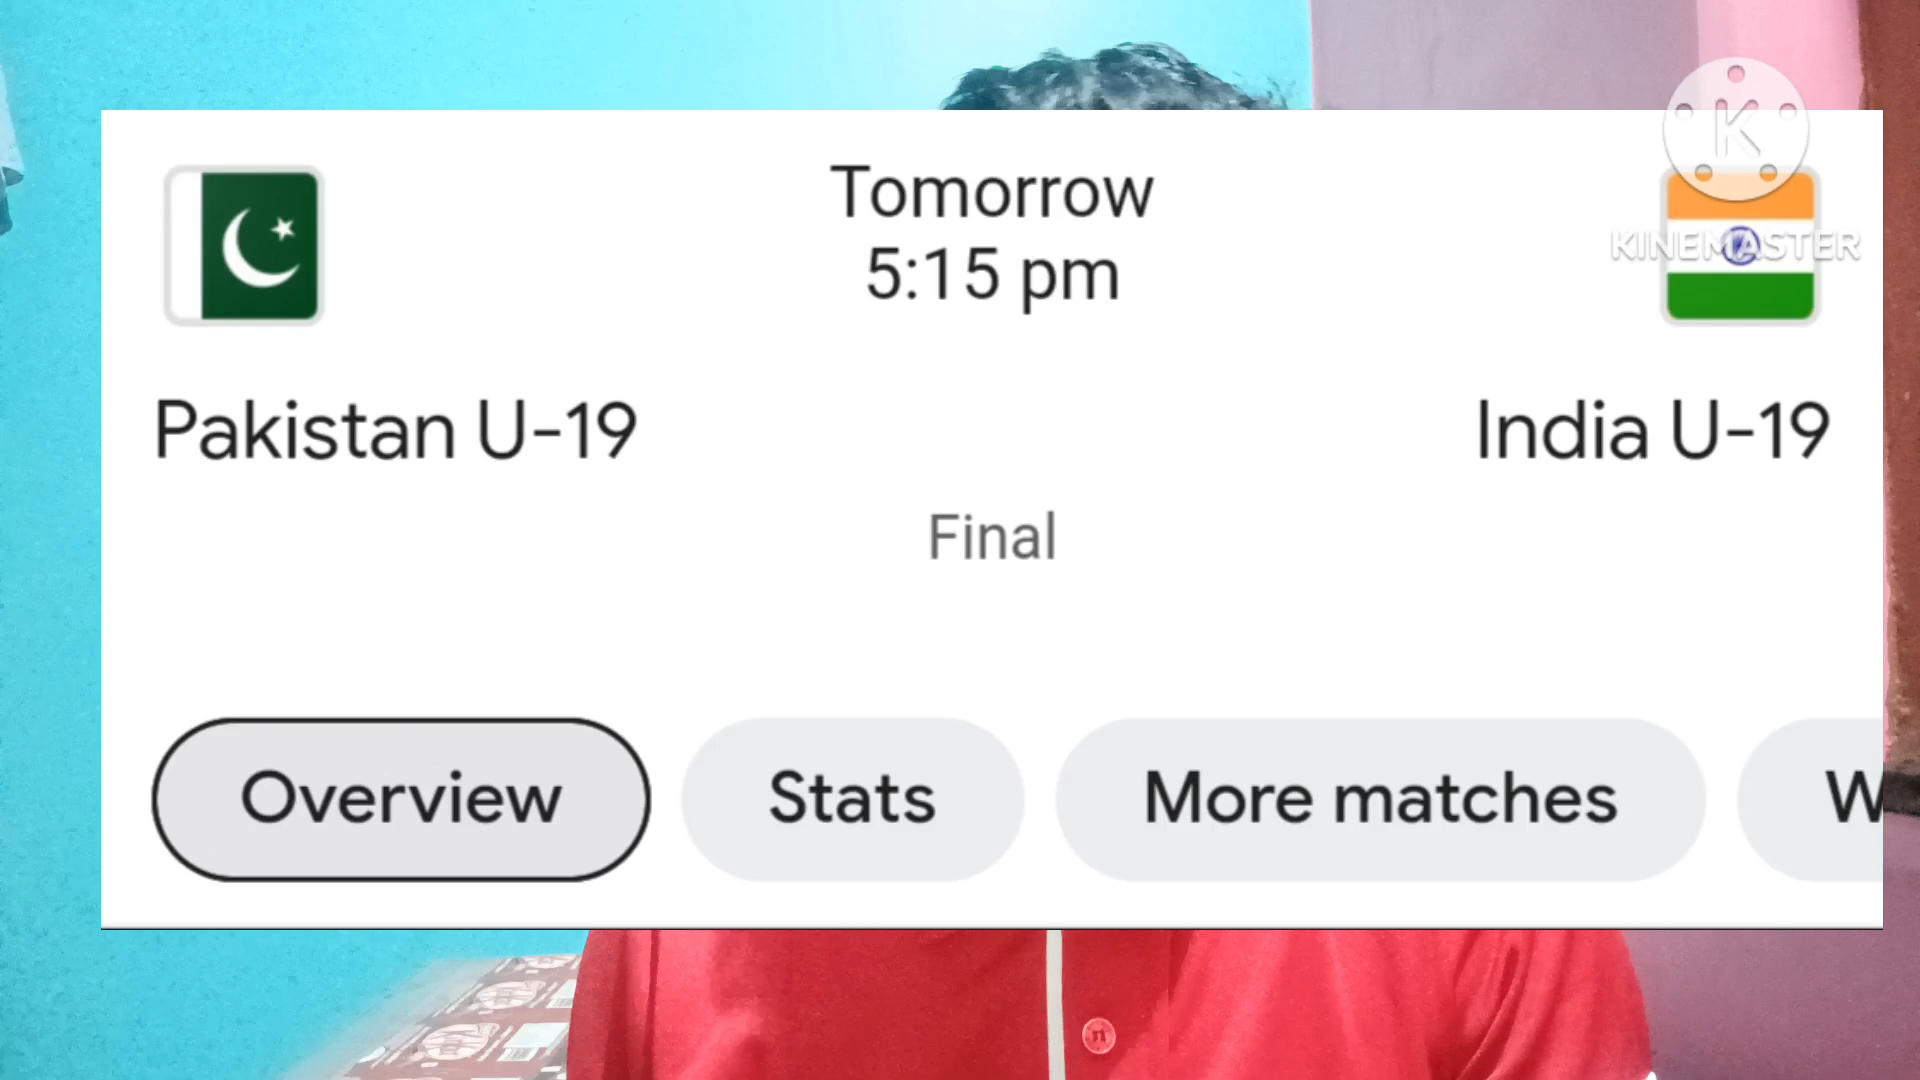 Tomorrow
5:15 pm
K
KINEMASTER
Pakistan U-19
India U-19
Final
Overview
Stats
More matches
W